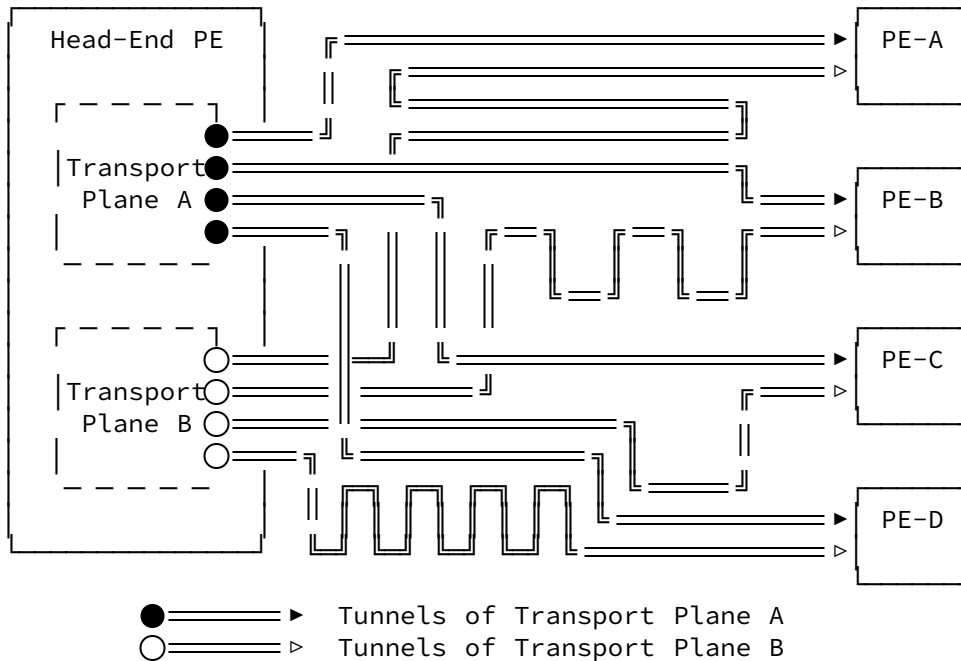 Head-End PE
PE-A
Transport
Plane A
PE-B
Transport
Plane B
PE-C
PE-D
Tunnels of Transport Plane A
Tunnels of Transport Plane B